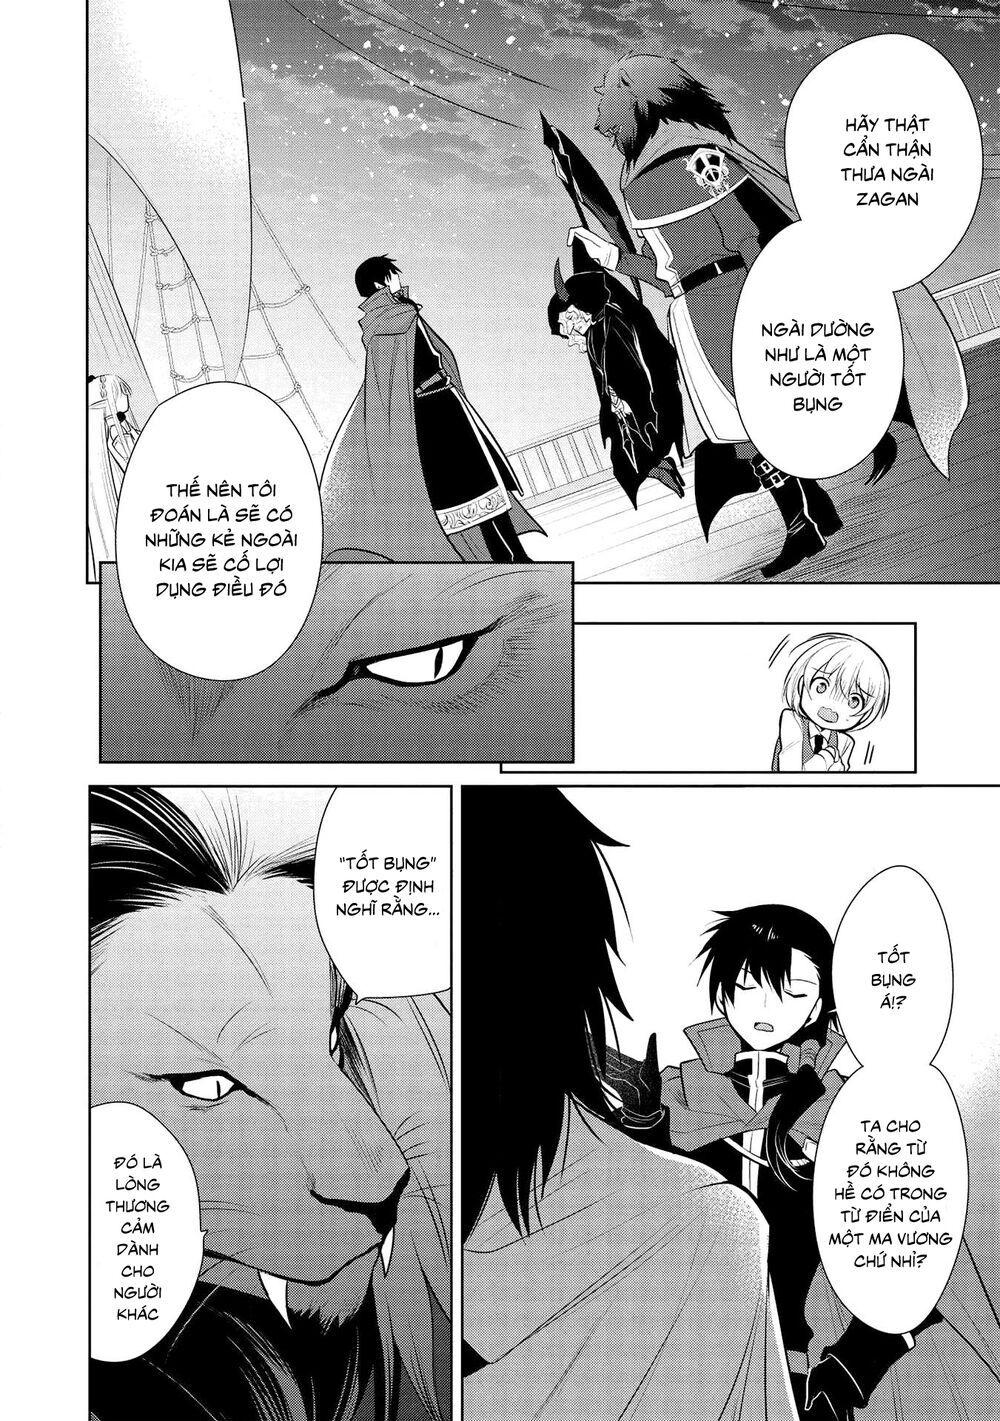 HÃY THẬT
CẨN THẬN
THƯA NGÀI
ZAGAN
NGÀI DƯỜNG
NHƯ LÀ MỘT
NGƯỜI TỐT
BỤNG
THẾ NÊN TÔI
ĐOÁN LÀ SẼ CÓ
NHỮNG KẺ NGOÀI
KIA SẼ CỐ LỢI
DỤNG ĐIỀU ĐÓ
TỐT
BỤNG
Á!?
TA CHO
RẰNG TỪ
ĐÓ KHÔNG
HỀ CÓ TRONG
TỪ ĐIỂN CỦA
MỘT MA VƯƠNG
CHỨ NHỈ?
“TỐT BỤNG”
ĐƯỢC ĐỊNH
NGHĨ RẰNG...
ĐÓ LÀ
LÒNG
THƯƠNG
CẢM
DÀNH
CHO
NGƯỜI
KHÁC